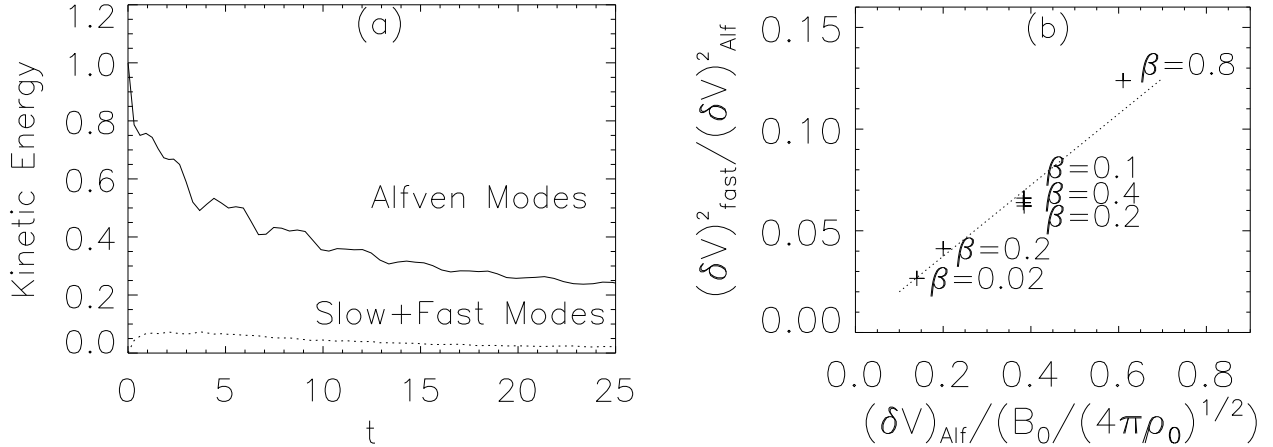 (a)
Kinetic Energy
1.2
1.0
0.8
0.6
0.4
0.2
0.0
Alfven Modes
Slow+Fast Modes
0 5 10 15 20 25
t
(b)
(δV)²fast/(δV)²Alf
0.15
0.10
0.05
0.00
β=0.8
β=0.1
β=0.4
β=0.2
β=0.2
β=0.02
0.0 0.2 0.4 0.6 0.8
(δV)Alf/(B₀/(4πρ₀)^1/2)